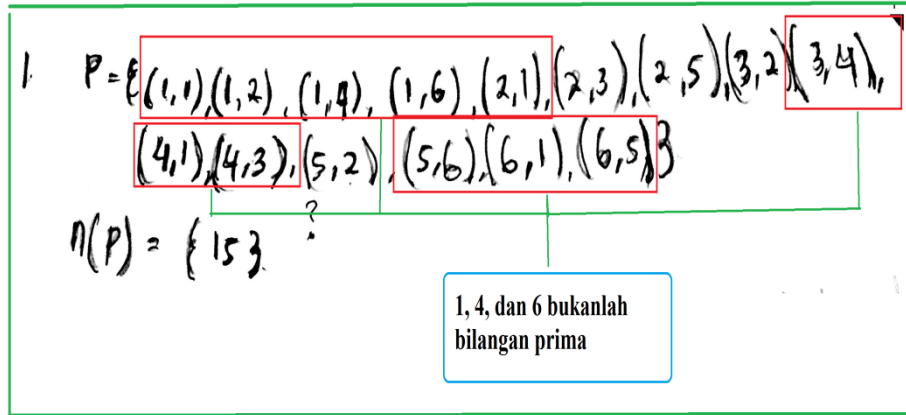 1. P = {(1,1),(1,2),(1,4),(1,6),(2,1),(2,3),(2,5),(3,2)(3,4),
(4,1),(4,3),(5,2),(5,6),(6,1),(6,5)}
?
n(P) = {15}
1, 4, dan 6 bukanlah
bilangan prima